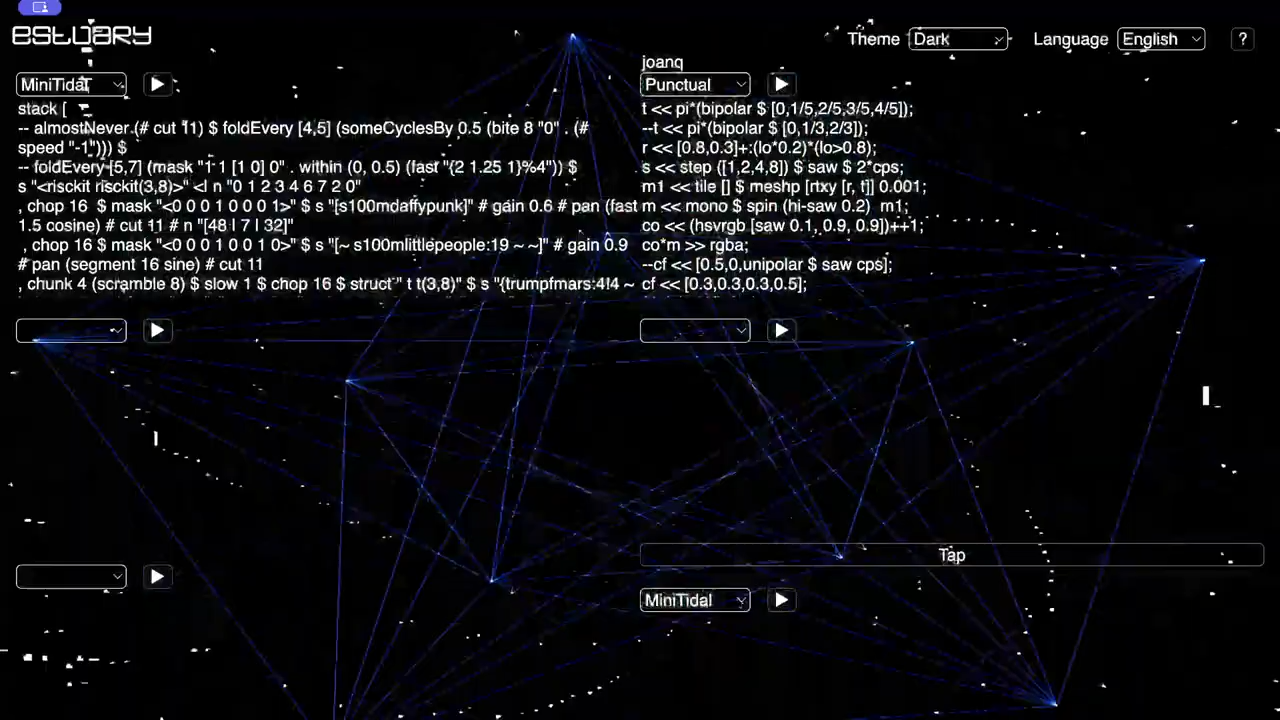 estuary
Theme Dark Language English ?
MiniTidal
stack [
-- almostNever (# cut "1) $ foldEvery [4,5] (someCyclesBy 0.5 (bite 8 "0" . (#
speed "-1"))) $
-- foldEvery [5,7] (mask "1 1 [1 0] 0" . within (0, 0.5) (fast "{2 1.25 1}%4")) $
s "<risckit risckit(3,8)>" <| n "0 1 2 3 4 6 7 2 0"
, chop 16 $ mask "<0 0 0 1 0 0 0 1>" $ s "[s100mdaffypunk]" # gain 0.6 # pan (fast
1.5 cosine) # cut 11 # n "[48 | 7 | 32]"
, chop 16 $ mask "<0 0 0 1 0 0 1 0>" $ s "[~ s100mlittlepeople:19 ~ ~]" # gain 0.9
# pan (segment 16 sine) # cut 11
, chunk 4 (scramble 8) $ slow 1 $ chop 16 $ struct " t t(3,8)" $ s "{trumpfmars:4!4 ~
joanq
Punctual
t << pi*(bipolar $ [0,1/5,2/5,3/5,4/5]);
--t << pi*(bipolar $ [0,1/3,2/3]);
r << [0.8,0.3]+:(lo*0.2)*(lo>0.8);
s << step ([1,2,4,8]) $ saw $ 2*cps;
m1 << tile [] $ meshp [rtxy [r, t]] 0.001;
m << mono $ spin (hi-saw 0.2) m1;
co << (hsvrgb [saw 0.1, 0.9, 0.9])++1;
co*m >> rgba;
--cf << [0.5,0,unipolar $ saw cps];
cf << [0.3,0.3,0.3,0.5];
Tap
MiniTidal